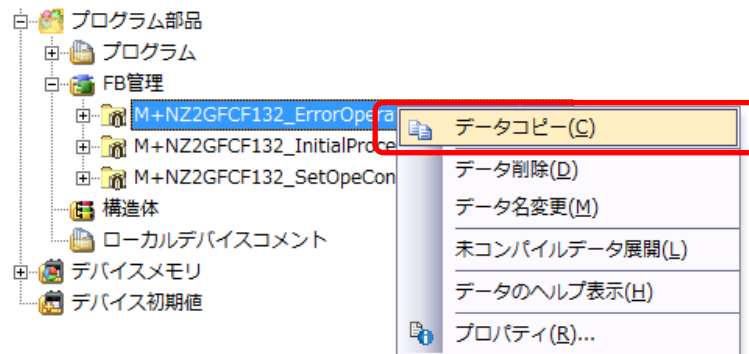 プログラム部品
プログラム
FB管理
M+NZ2GFCF132_ErrorOpera
M+NZ2GFCF132_InitialProce
M+NZ2GFCF132_SetOpeCon
構造体
ローカルデバイスコメント
デバイスメモリ
デバイス初期値
データコピー(C)
データ削除(D)
データ名変更(M)
未コンパイルデータ展開(L)
データのヘルプ表示(H)
プロパティ(R)...